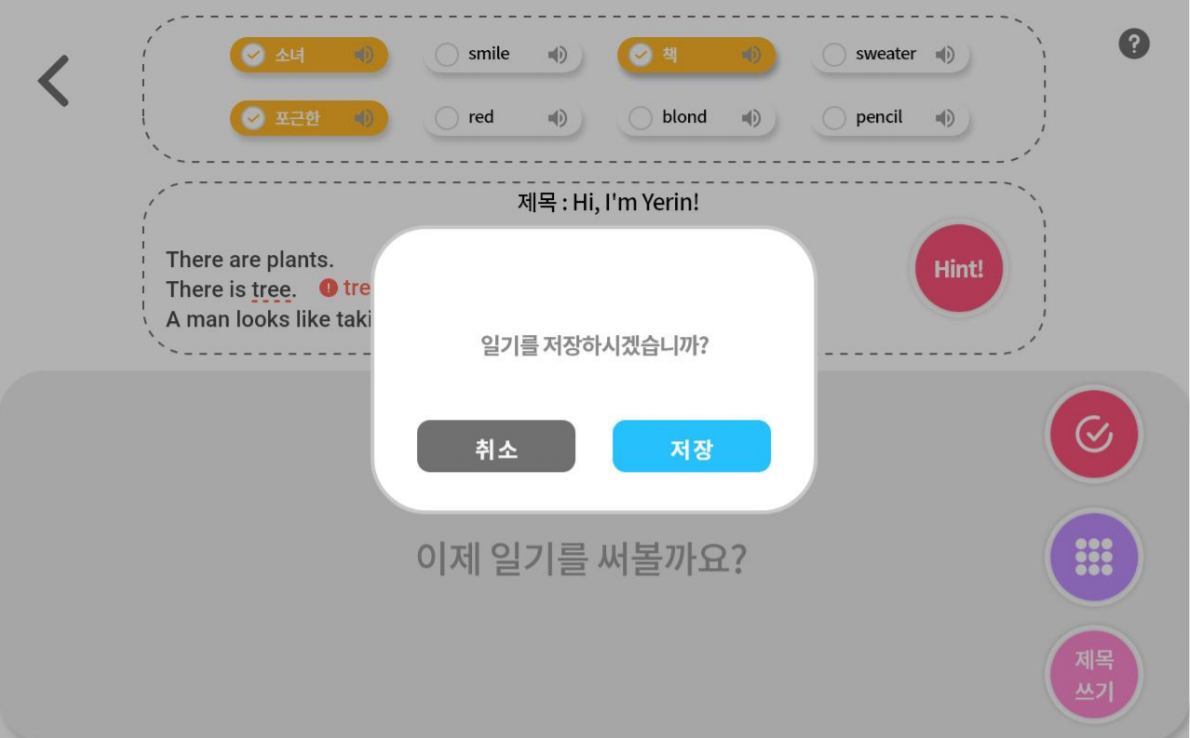 소녀 smile 책 sweater
포근한 red blond pencil
제목 : Hi, I'm Yerin!
There are plants.
There is tree. tre
A man looks like taki
Hint!
일기를 저장하시겠습니까?
취소 저장
이제 일기를 써볼까요?
제목
쓰기